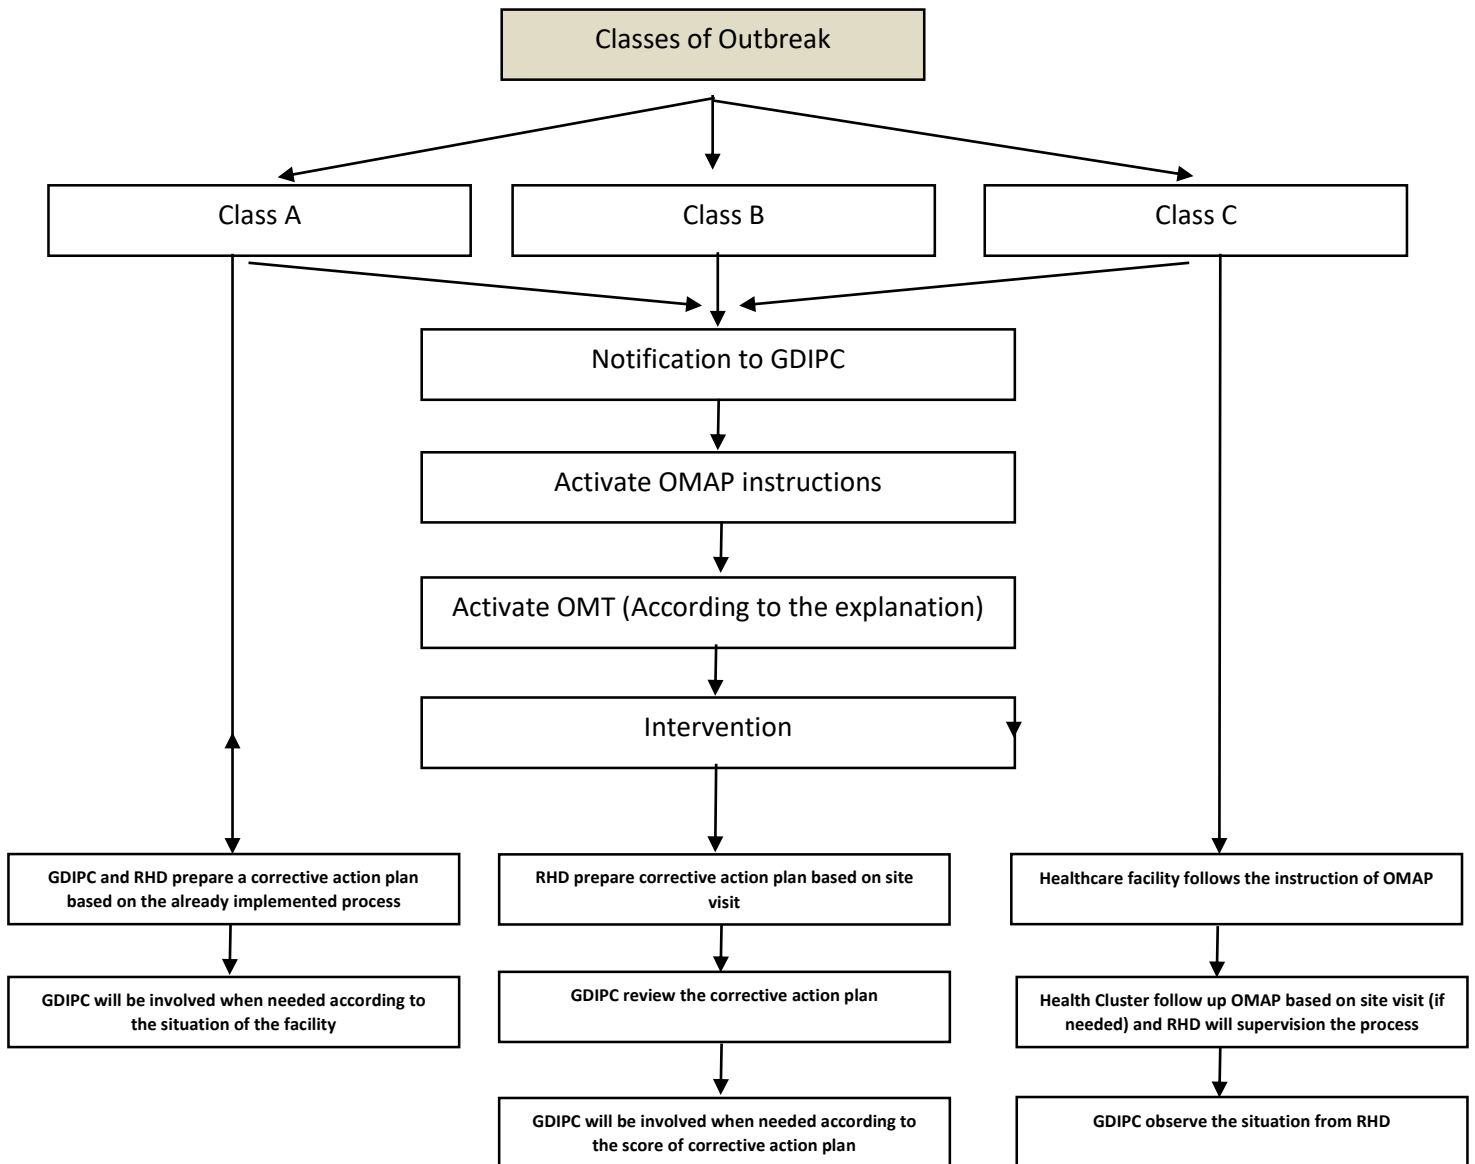 Classes of Outbreak
Class A
Class B
Class C
Notification to GDIPC
Activate OMAP instructions
Activate OMT (According to the explanation)
Intervention
GDIPC and RHD prepare a corrective action plan
based on the already implemented process
RHD prepare corrective action plan based on site
visit
Healthcare facility follows the instruction of OMAP
GDIPC will be involved when needed according to
the situation of the facility
GDIPC review the corrective action plan
Health Cluster follow up OMAP based on site visit (if
needed) and RHD will supervision the process
GDIPC will be involved when needed according to
the score of corrective action plan
GDIPC observe the situation from RHD